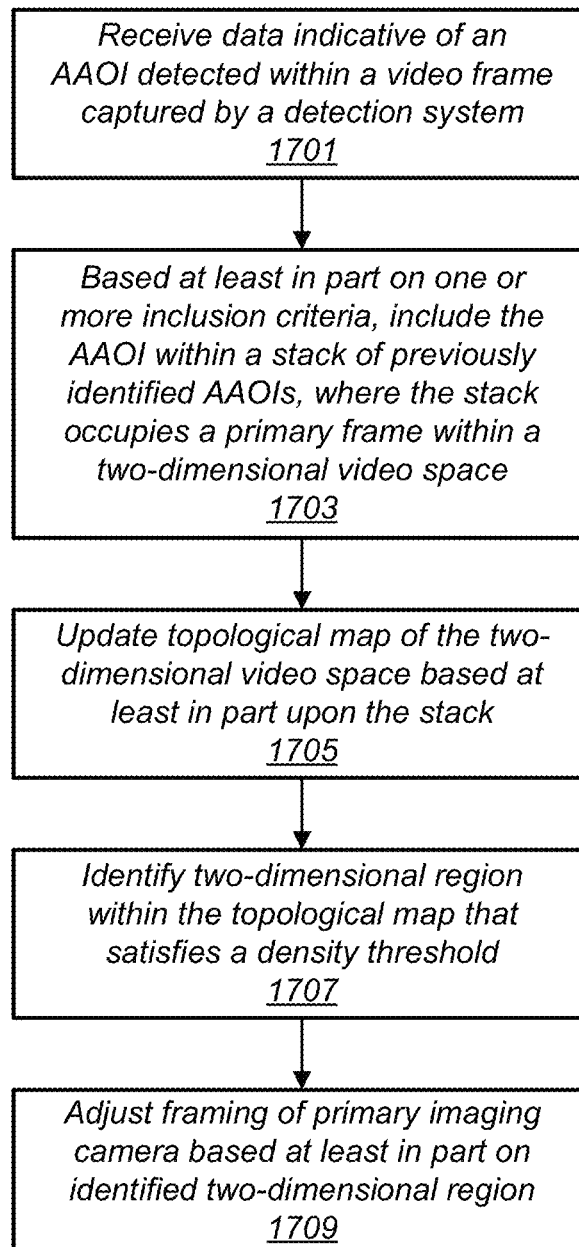 Receive data indicative of an
AAOI detected within a video frame
captured by a detection system
1701
Based at least in part on one or
more inclusion criteria, include the
AAOI within a stack of previously
identified AAOIs, where the stack
occupies a primary frame within a
two-dimensional video space
1703
Update topological map of the two-
dimensional video space based at
least in part upon the stack
1705
Identify two-dimensional region
within the topological map that
satisfies a density threshold
1707
Adjust framing of primary imaging
camera based at least in part on
identified two-dimensional region
1709